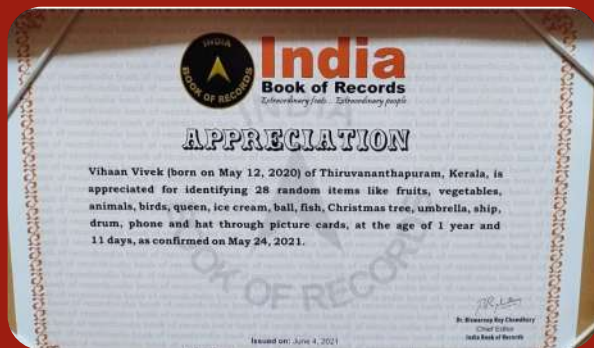 INDIA
BOOK OF RECORDS
India
Book of Records
Extraordinary feats... Extraordinary people
APPRECIATION
Vihaan Vivek (born on May 12, 2020) of Thiruvananthapuram, Kerala, is
appreciated for identifying 28 random items like fruits, vegetables,
animals, birds, queen, ice cream, ball, fish, Christmas tree, umbrella, ship,
drum, phone and hat through picture cards, at the age of 1 year and
11 days, as confirmed on May 24, 2021.
Dr. Biswaroop Roy Chowdhury
Chief Editor
India Book of Records
Issued on: June 4, 2021